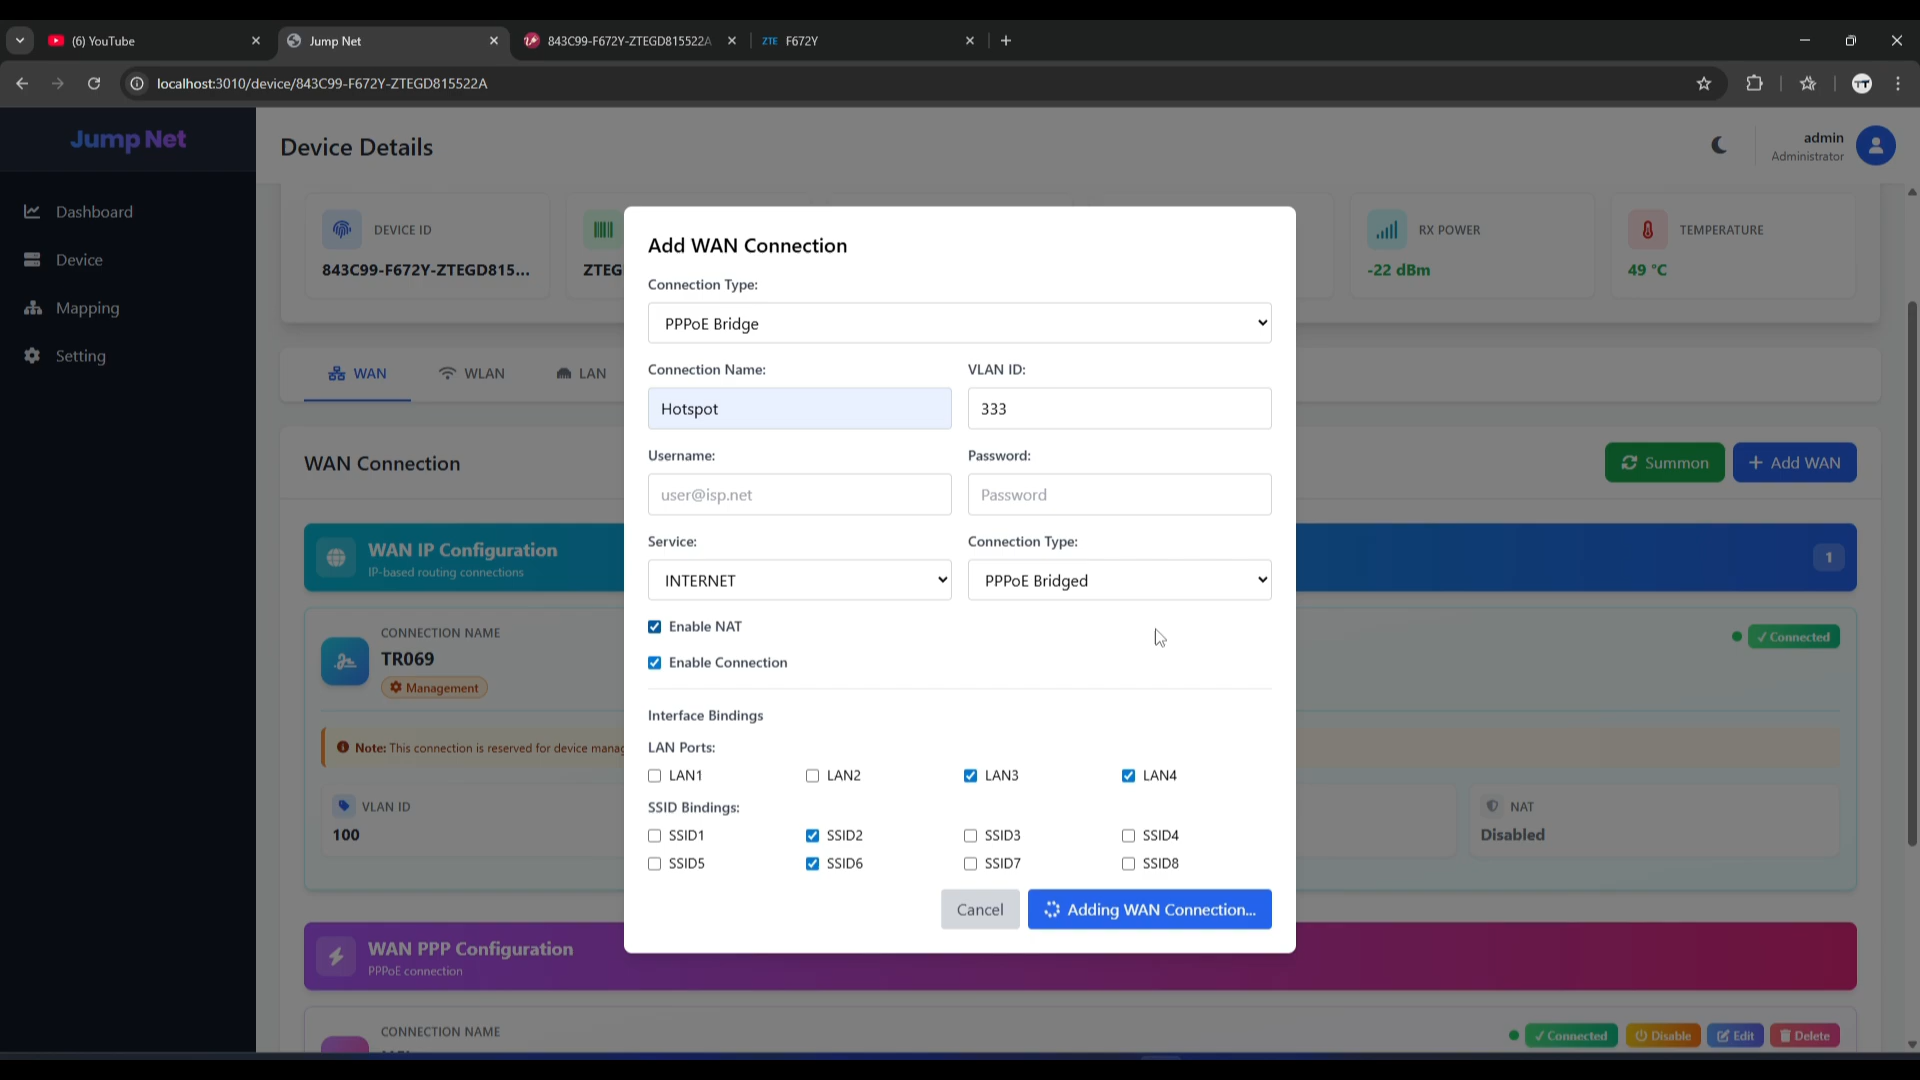 (6) YouTube
Jump Net
843C99-F672Y-ZTEGD815522A
ZTE F672Y
localhost:3010/device/843C99-F672Y-ZTEGD815522A
Jump Net
Device Details
admin
Administrator
Dashboard
Device
Mapping
Setting
DEVICE ID
843C99-F672Y-ZTEGD815...
ZTEG
RX POWER
-22 dBm
TEMPERATURE
49 °C
WAN
WLAN
LAN
WAN Connection
Summon
+ Add WAN
WAN IP Configuration
IP-based routing connections
1
CONNECTION NAME
TR069
Management
✓ Connected
Note: This connection is reserved for device manag
VLAN ID
100
NAT
Disabled
WAN PPP Configuration
PPPoE connection
CONNECTION NAME
✓ Connected
Disable
Edit
Delete
Add WAN Connection
Connection Type:
PPPoE Bridge
Connection Name:
VLAN ID:
Hotspot
333
Username:
Password:
user@isp.net
Password
Service:
Connection Type:
INTERNET
PPPoE Bridged
Enable NAT
Enable Connection
Interface Bindings
LAN Ports:
LAN1
LAN2
LAN3
LAN4
SSID Bindings:
SSID1
SSID2
SSID3
SSID4
SSID5
SSID6
SSID7
SSID8
Cancel
Adding WAN Connection...